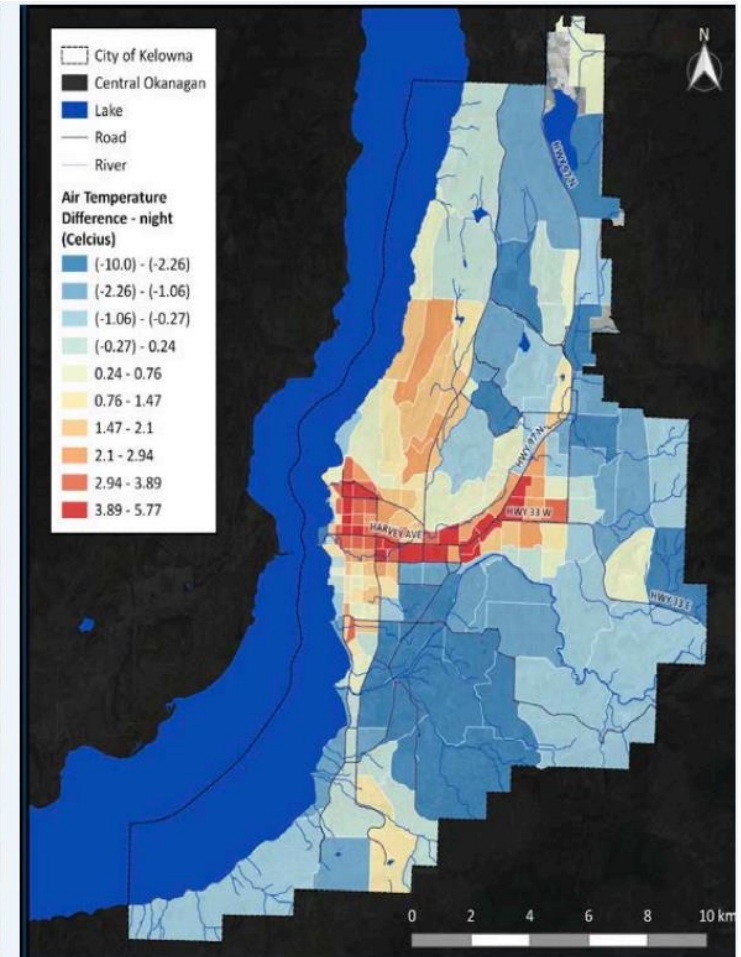 City of Kelowna
Central Okanagan
Lake
Road
River
Air Temperature
Difference - night
(Celcius)
(-10.0) - (-2.26)
(-2.26) - (-1.06)
(-1.06) - (-0.27)
(-0.27) - 0.24
0.24 - 0.76
0.76 - 1.47
1.47 - 2.1
2.1 - 2.94
2.94 - 3.89
3.89 - 5.77
N
HWY 97 N
HWY 97 N
HWY 33 W
HARVEY AVE
HWY 33 E
0 2 4 6 8 10 km